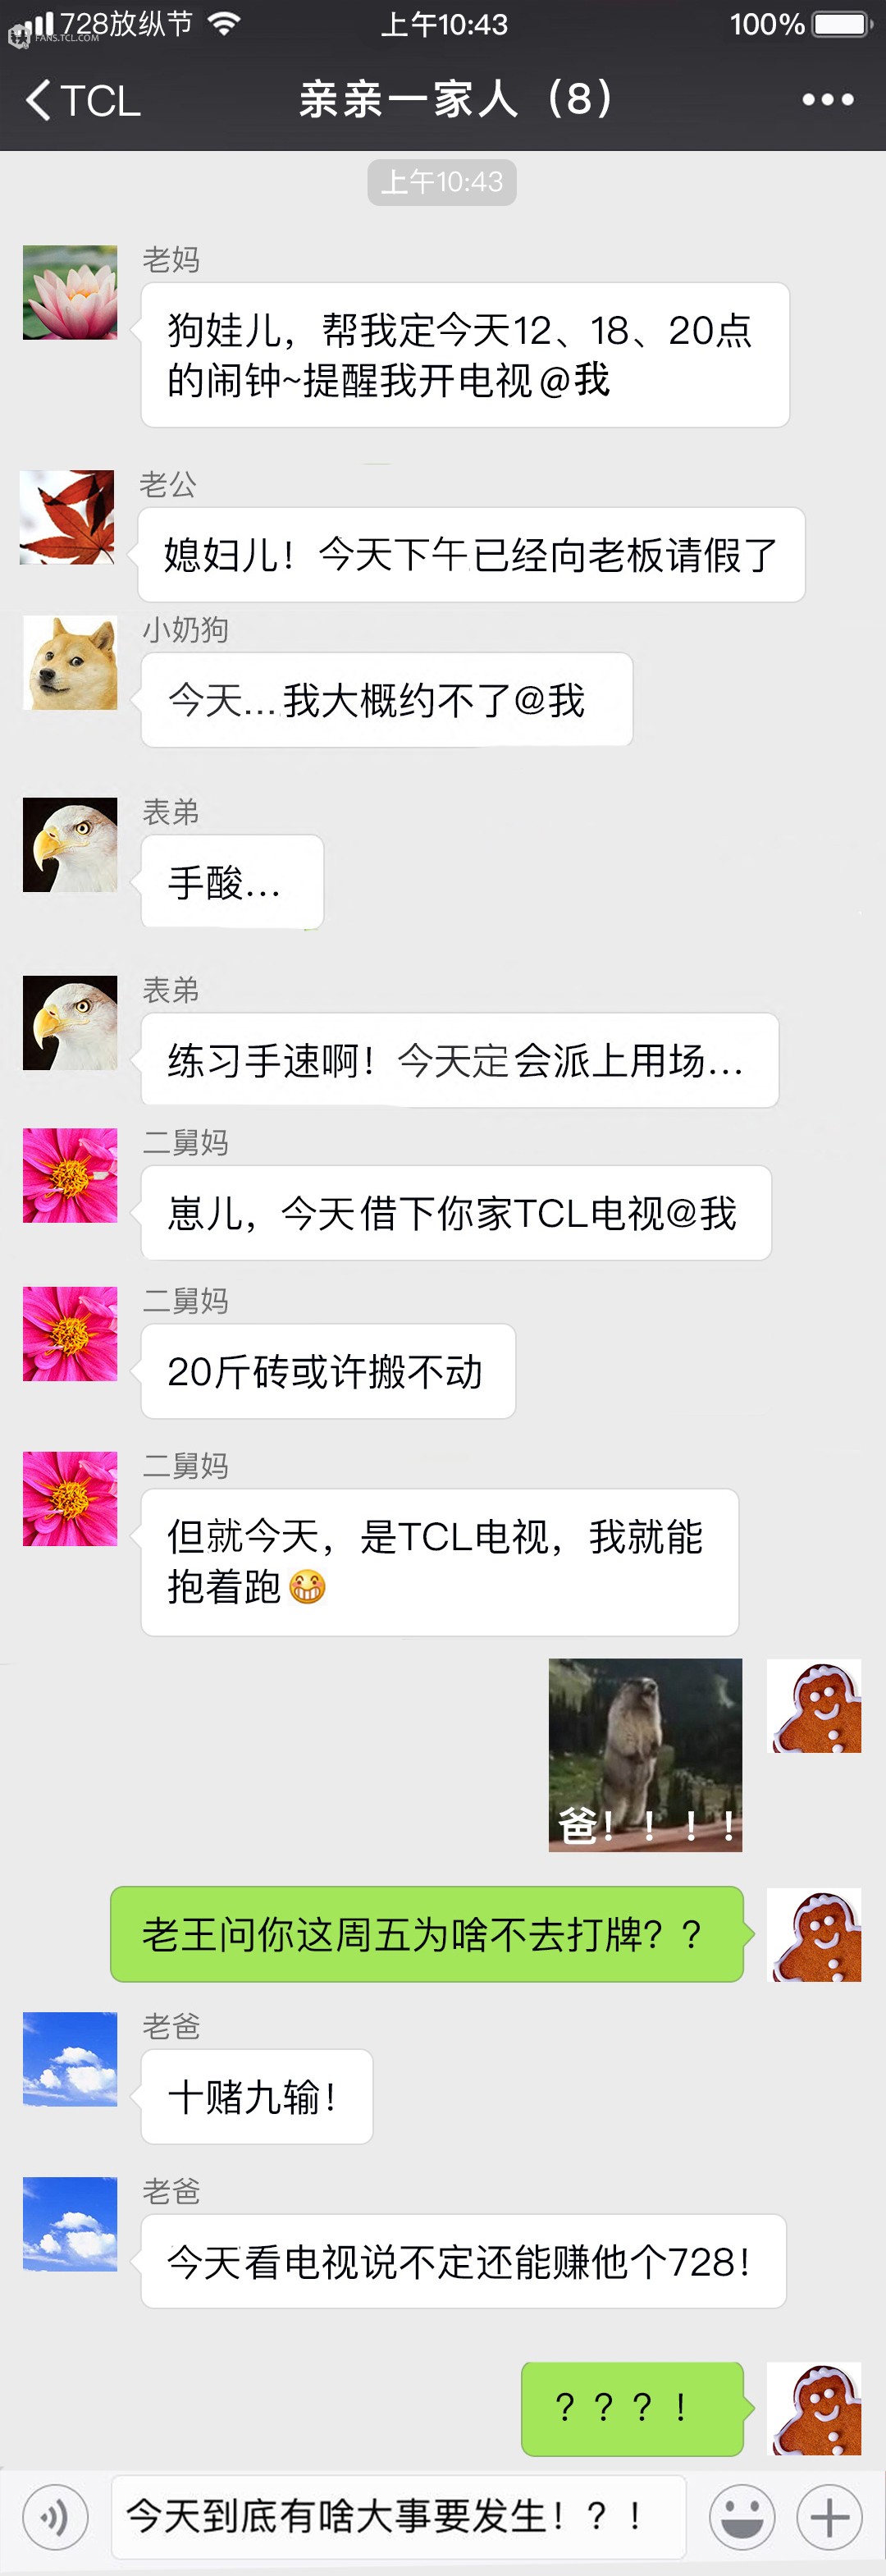 728放纵节 上午10:43 100%
FANS.TCL.COM
TCL 亲亲一家人（8）
上午10:43
老妈
狗娃儿，帮我定今天12、18、20点
的闹钟~提醒我开电视@我
老公
媳妇儿！今天下午已经向老板请假了
小奶狗
今天...我大概约不了@我
表弟
手酸...
表弟
练习手速啊！今天定会派上用场...
二舅妈
崽儿，今天借下你家TCL电视@我
二舅妈
20斤砖或许搬不动
二舅妈
但就今天，是TCL电视，我就能
抱着跑😁
爸！！！！
老王问你这周五为啥不去打牌？？
老爸
十赌九输！
老爸
今天看电视说不定还能赚他个728！
？？？！
今天到底有啥大事要发生！？！